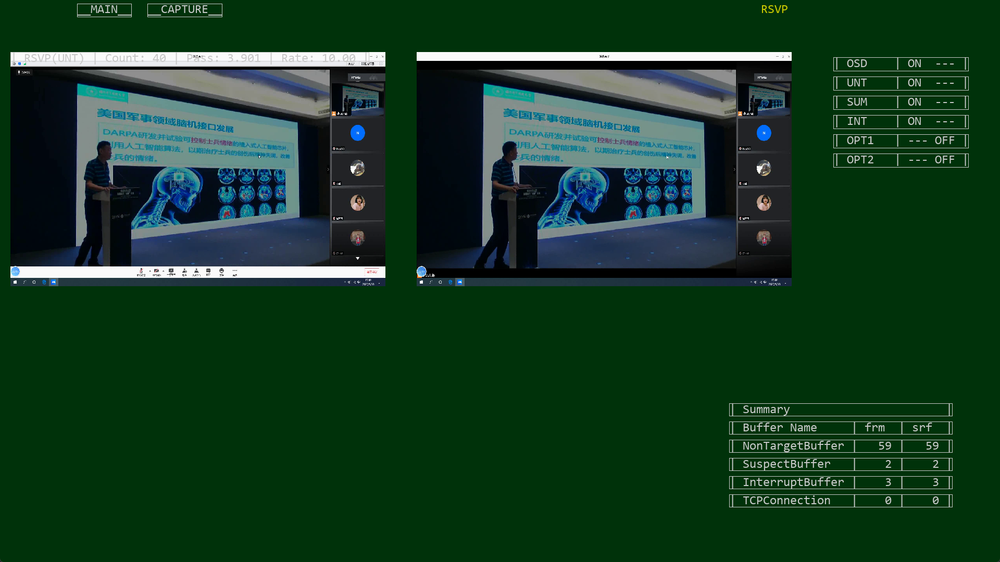 MAIN
CAPTURE
RSVP
| RSVP(UNT) | Count: 40 | Pass: 3.901 | Rate: 10.00 |
美国军事领域脑机接口发展
DARPA研发并试验可控制士兵情绪的植入式人工智能芯片，
用人工智能算法，以期治疗士兵的创伤后精神失调，改善
兵的情绪。
N
15:00
美国军事领域脑机接口发展
DARPA研发并试验可控制士兵情绪的植入式人工智能芯片，
用人工智能算法，以期治疗士兵的创伤后精神失调，改善
兵的情绪。
N
15:00
| OSD | ON --- |
| UNT | ON --- |
| SUM | ON --- |
| INT | ON --- |
| OPT1 | --- OFF |
| OPT2 | --- OFF |
| Summary |
| Buffer Name | frm | srf |
| NonTargetBuffer | 59 | 59 |
| SuspectBuffer | 2 | 2 |
| InterruptBuffer | 3 | 3 |
| TCPConnection | 0 | 0 |